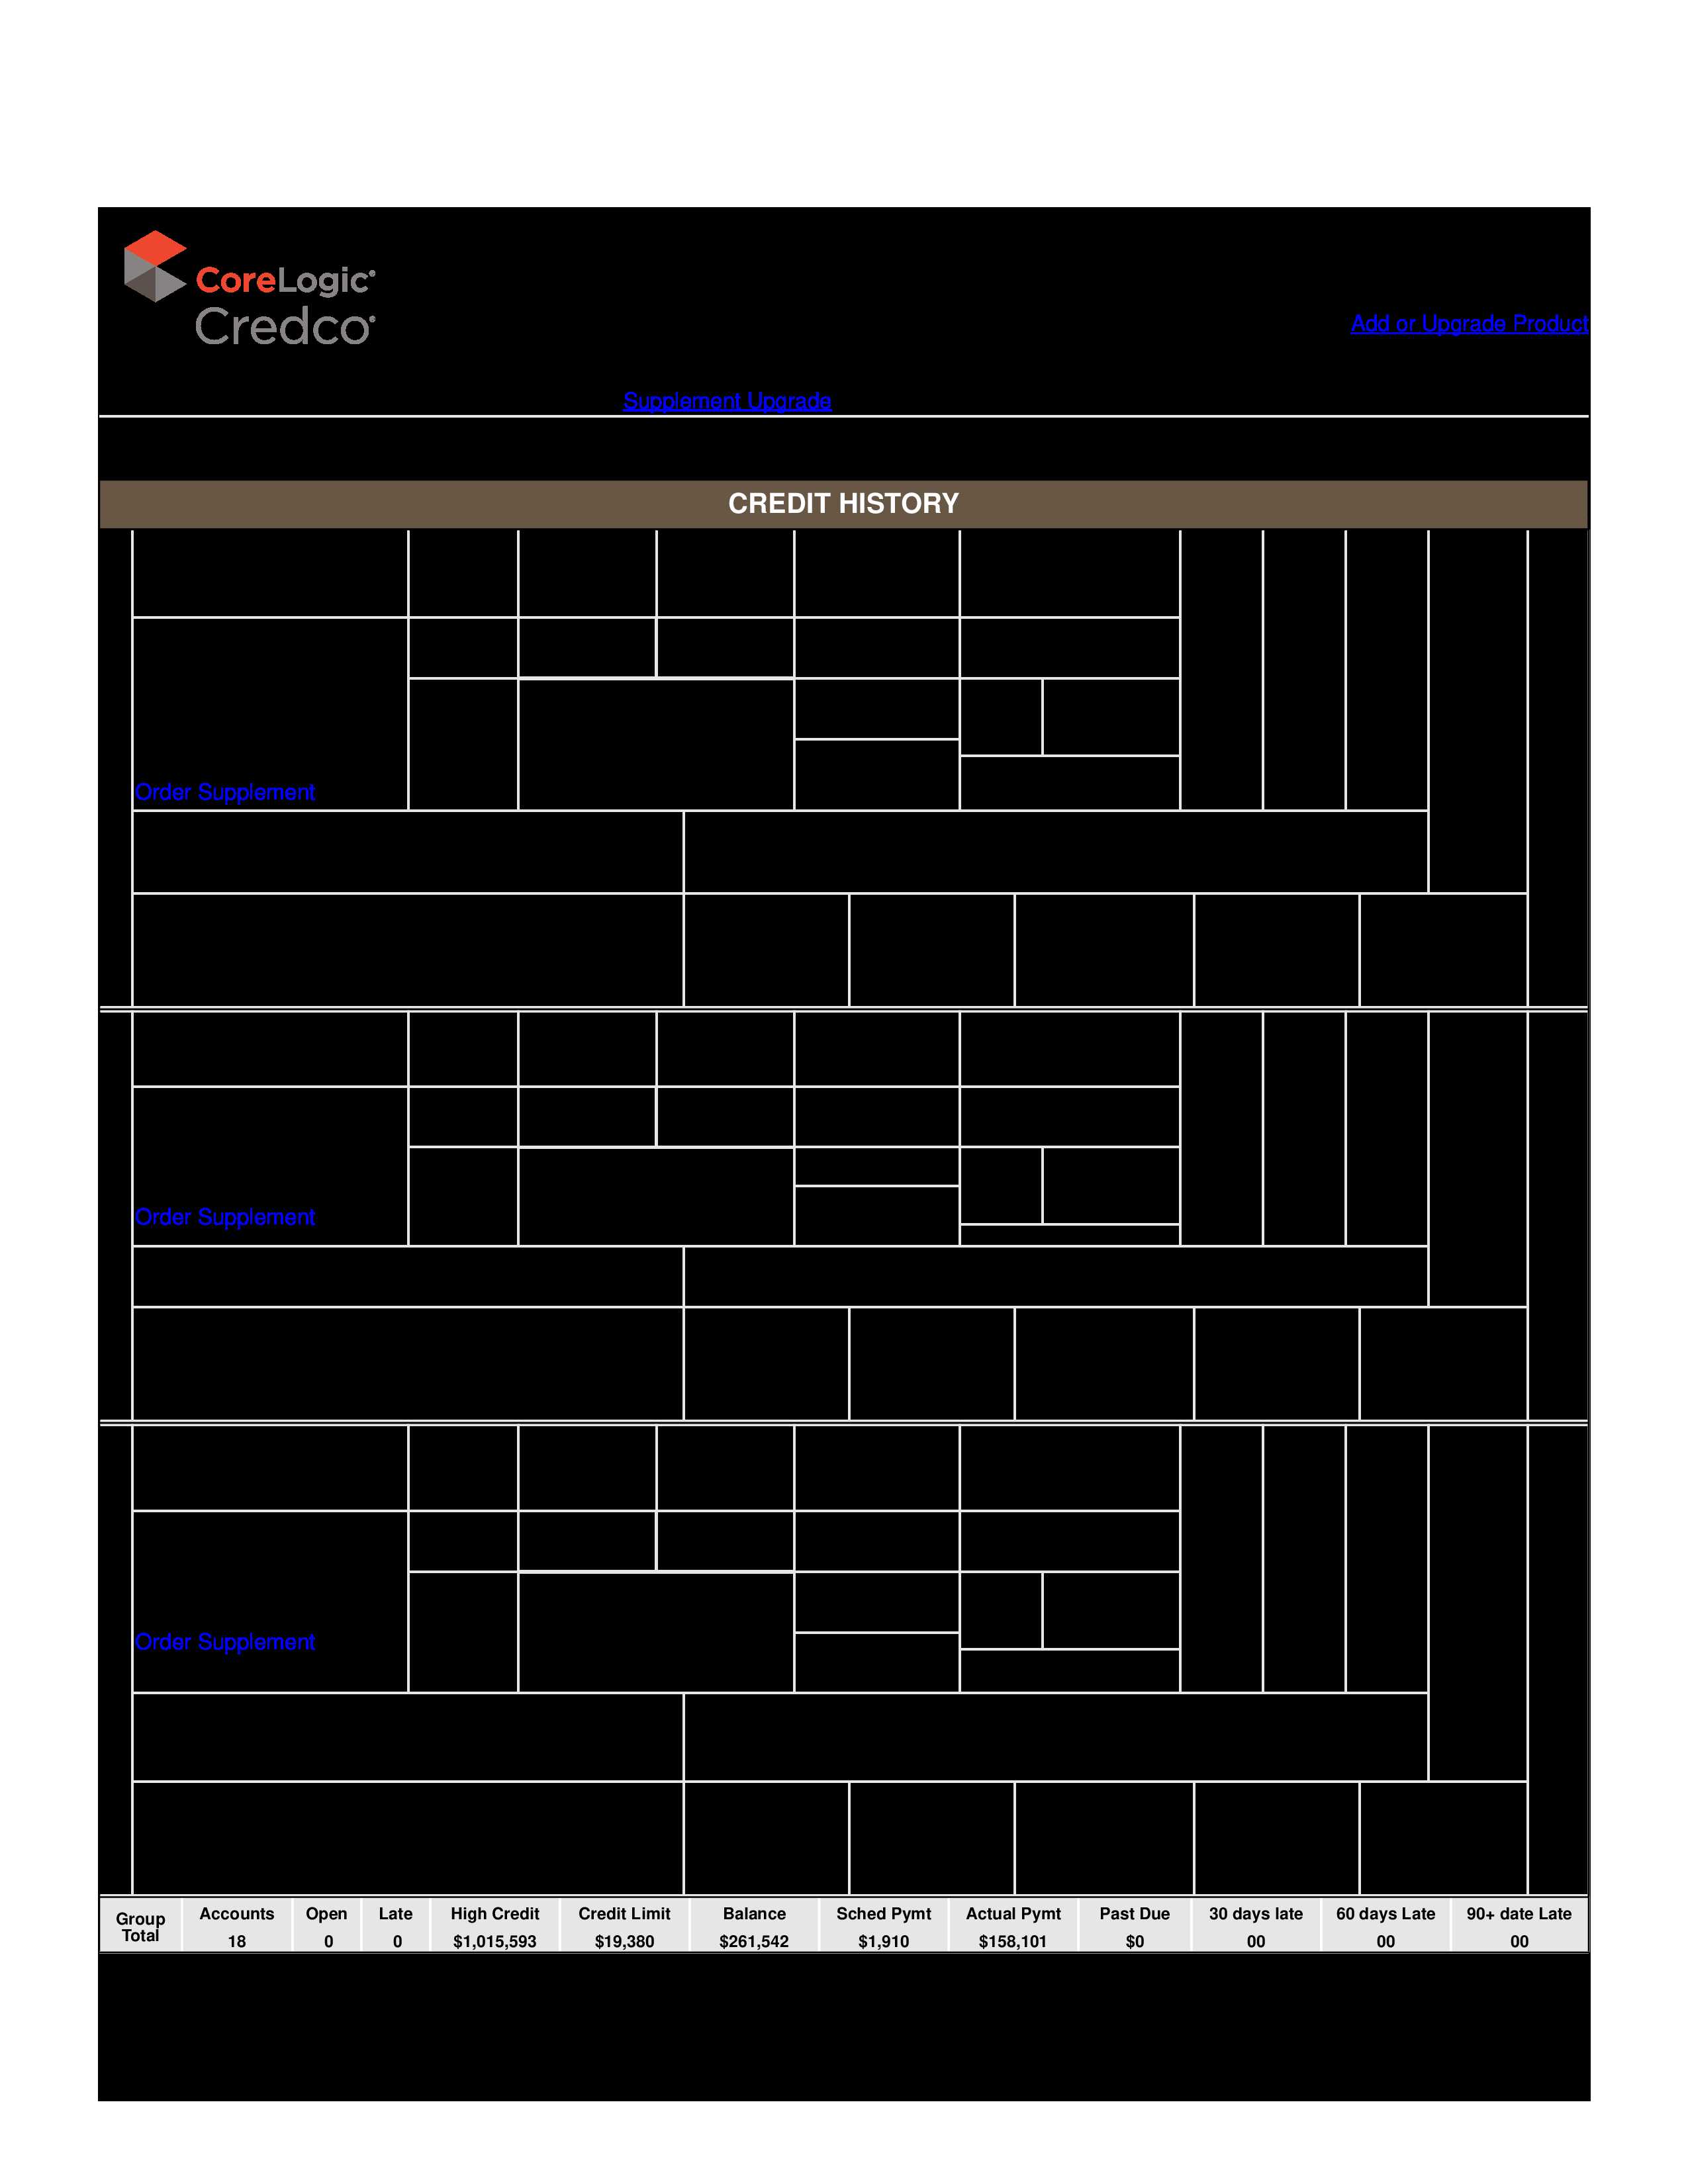 CoreLogic
Credco
Add or Upgrade Product
Supplement Upgrade
CREDIT HISTORY
Order Supplement
Order Supplement
Order Supplement
Group Total Accounts Open Late High Credit Credit Limit Balance Sched Pymt Actual Pymt Past Due 30 days late 60 days Late 90+ date Late
18 0 0 $1,015,593 $19,380 $261,542 $1,910 $158,101 $0 00 00 00